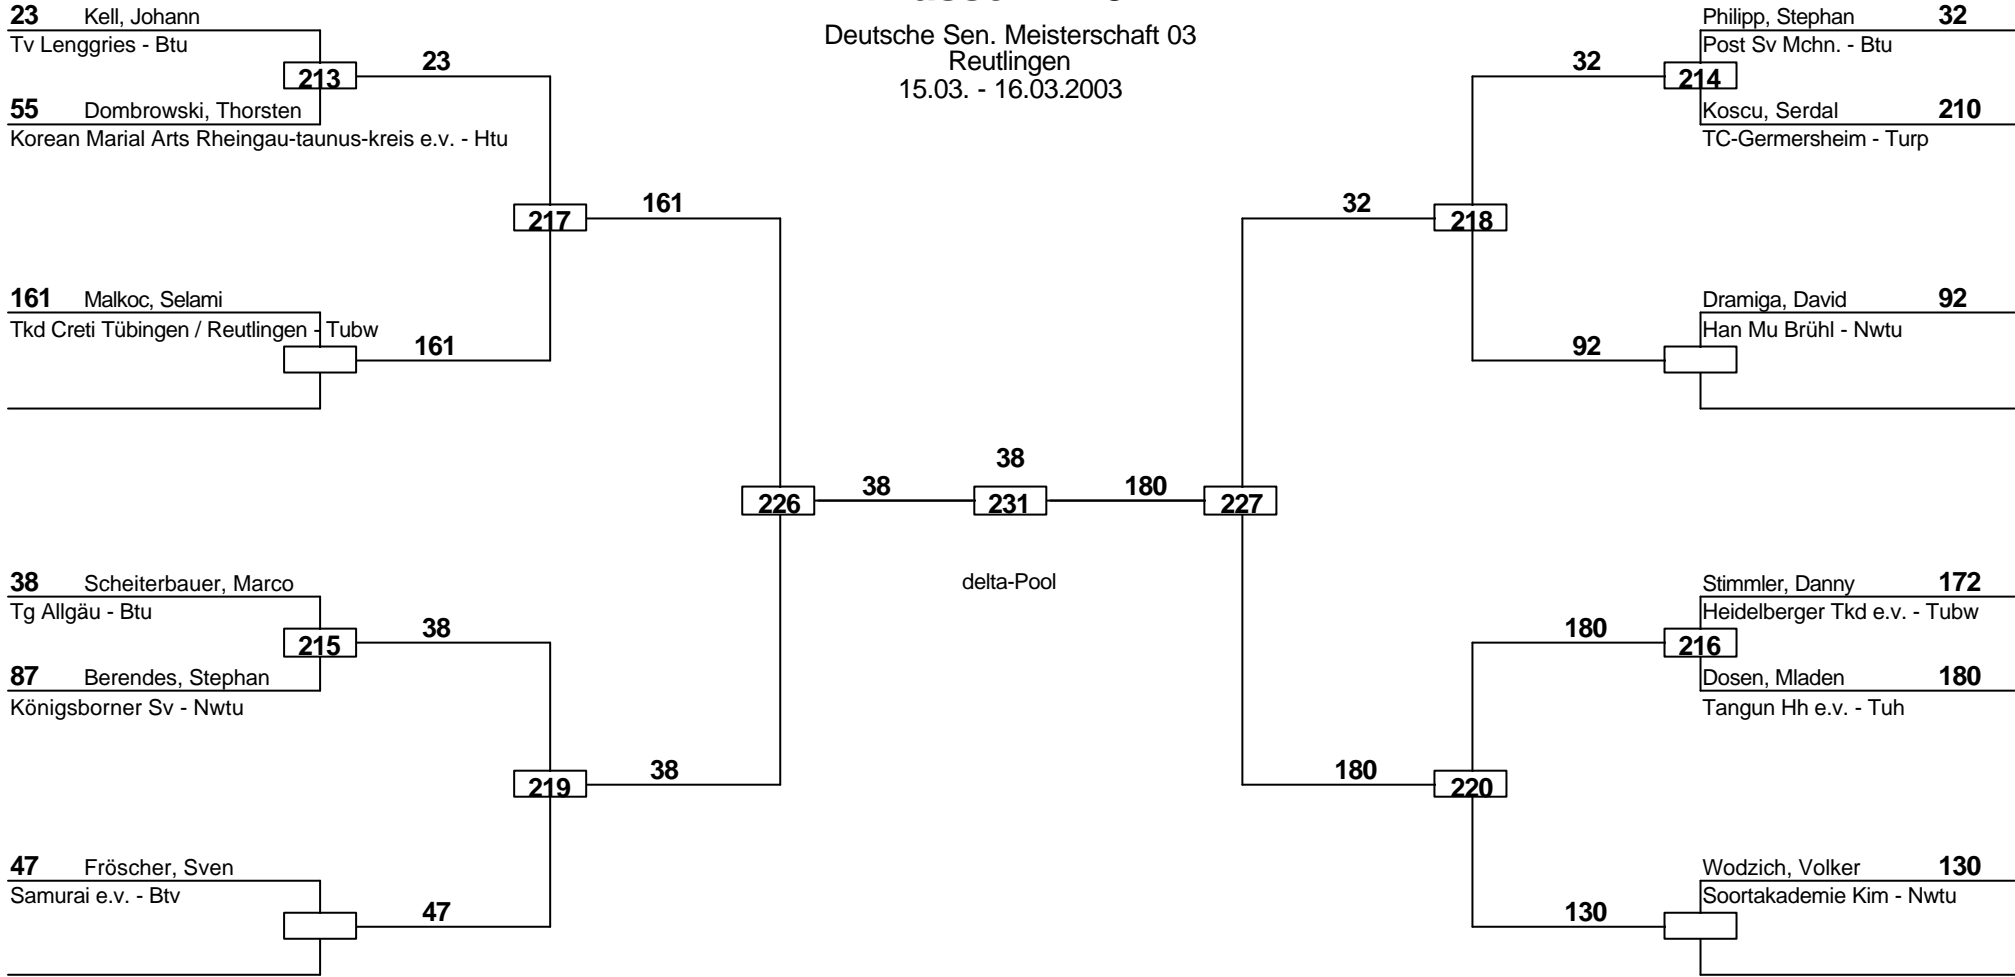 Deutsche Sen. Meisterschaft 03
Reutlingen
15.03. - 16.03.2003
23 Kell, Johann
Tv Lenggries - Btu
213
23
55 Dombrowski, Thorsten
Korean Marial Arts Rheingau-taunus-kreis e.v. - Htu
217
161
161 Malkoc, Selami
Tkd Creti Tübingen / Reutlingen - Tubw
161
226
38
38
231
180
227
delta-Pool
38 Scheiterbauer, Marco
Tg Allgäu - Btu
215
38
87 Berendes, Stephan
Königsborner Sv - Nwtu
219
38
47 Fröscher, Sven
Samurai e.v. - Btv
47
Philipp, Stephan 32
Post Sv Mchn. - Btu
32
214
Koscu, Serdal 210
TC-Germersheim - Turp
32
218
Dramiga, David 92
Han Mu Brühl - Nwtu
92
Stimmler, Danny 172
Heidelberger Tkd e.v. - Tubw
180
216
Dosen, Mladen 180
Tangun Hh e.v. - Tuh
180
220
Wodzich, Volker 130
Soortakademie Kim - Nwtu
130